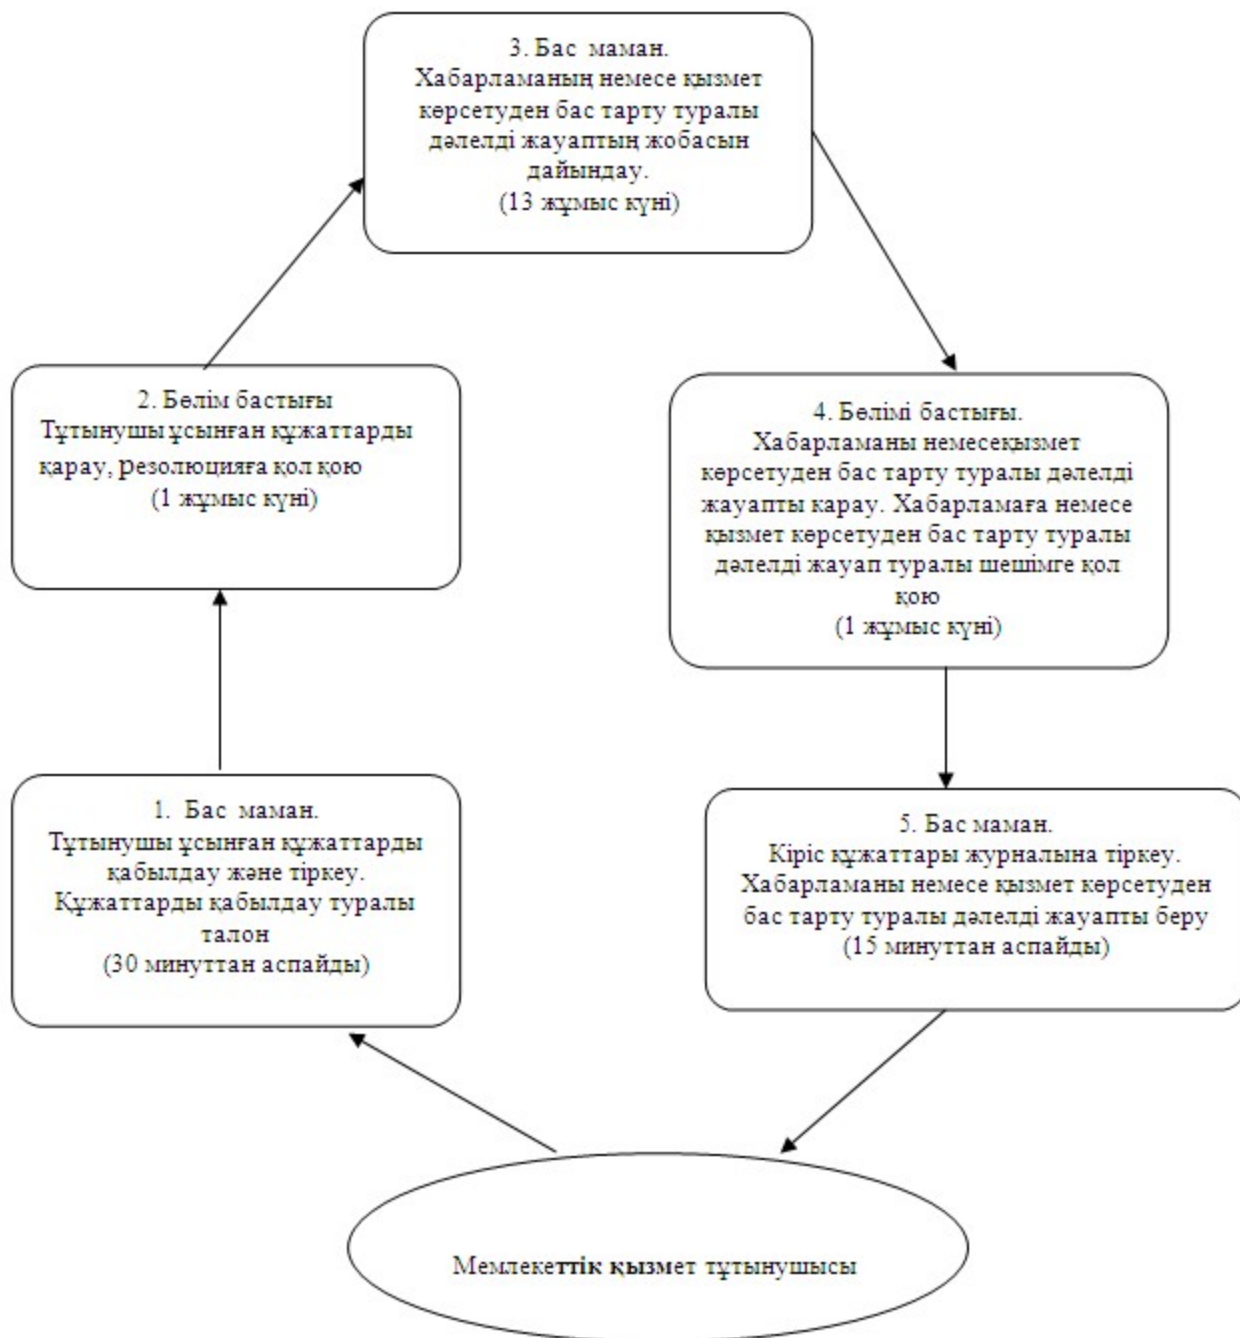 3. Бас маман.
Хабарламаның немесе қызмет
көрсетуден бас тарту туралы
дәлелді жауаптың жобасын
дайындау.
(13 жұмыс күні)
2. Бөлім бастығы
Тұтынушы ұсынған құжаттарды
қарау, резолюцияға қол қою
(1 жұмыс күні)
4. Бөлімі бастығы.
Хабарламаны немесеқызмет
көрсетуден бас тарту туралы дәлелді
жауапты карау. Хабарламаға немесе
қызмет көрсетуден бас тарту туралы
дәлелді жауап туралы шешімге қол
қою
(1 жұмыс күні)
1. Бас маман.
Тұтынушы ұсынған құжаттарды
қабылдау және тіркеу.
Құжаттарды қабылдау туралы
талон
(30 минуттан аспайды)
5. Бас маман.
Кіріс құжаттары журналына тіркеу.
Хабарламаны немесе қызмет көрсетуден
бас тарту туралы дәлелді жауапты беру
(15 минуттан аспайды)
Мемлекеттік қызмет тұтынушысы